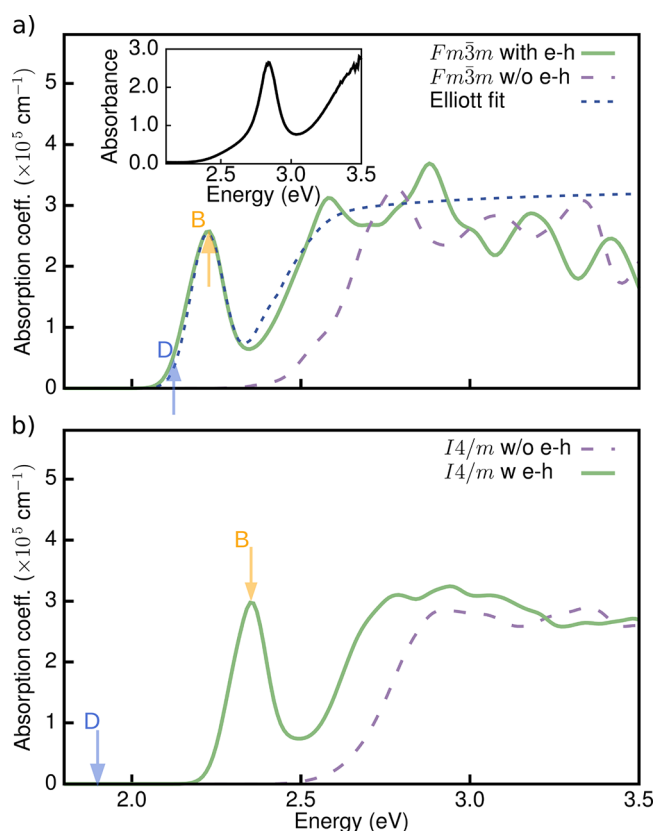 a)
Absorption coeff. (×10⁵ cm⁻¹)
5
4
3
2
1
0
Fm3̄m with e-h
Fm3̄m w/o e-h
Elliott fit
Absorbance
3.0
2.0
1.0
0.0
2.5 3.0 3.5
Energy (eV)
B
D
b)
Absorption coeff. (×10⁵ cm⁻¹)
5
4
3
2
1
0
I4/m w/o e-h
I4/m w e-h
B
D
2.0 2.5 3.0 3.5
Energy (eV)